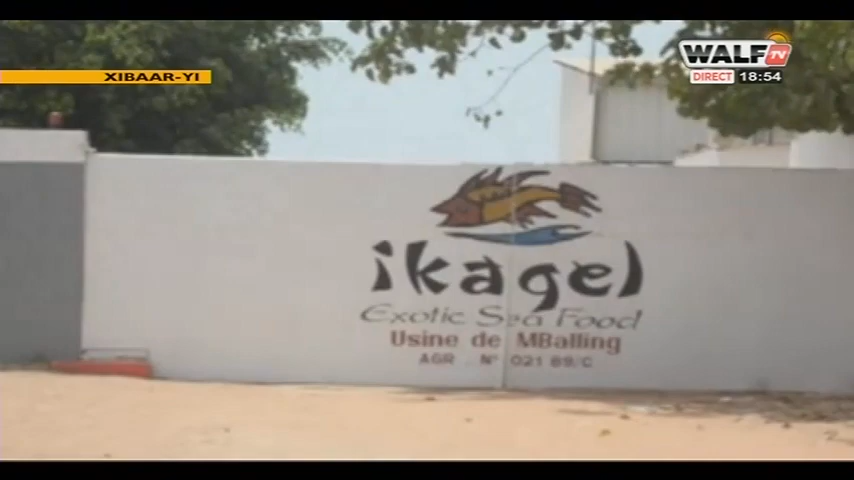 XIBAAR-YI
WALF TV
DIRECT 18:54
ikagel
Exotic Sea Food
Usine de MBalling
AGR. N° 021 89/C